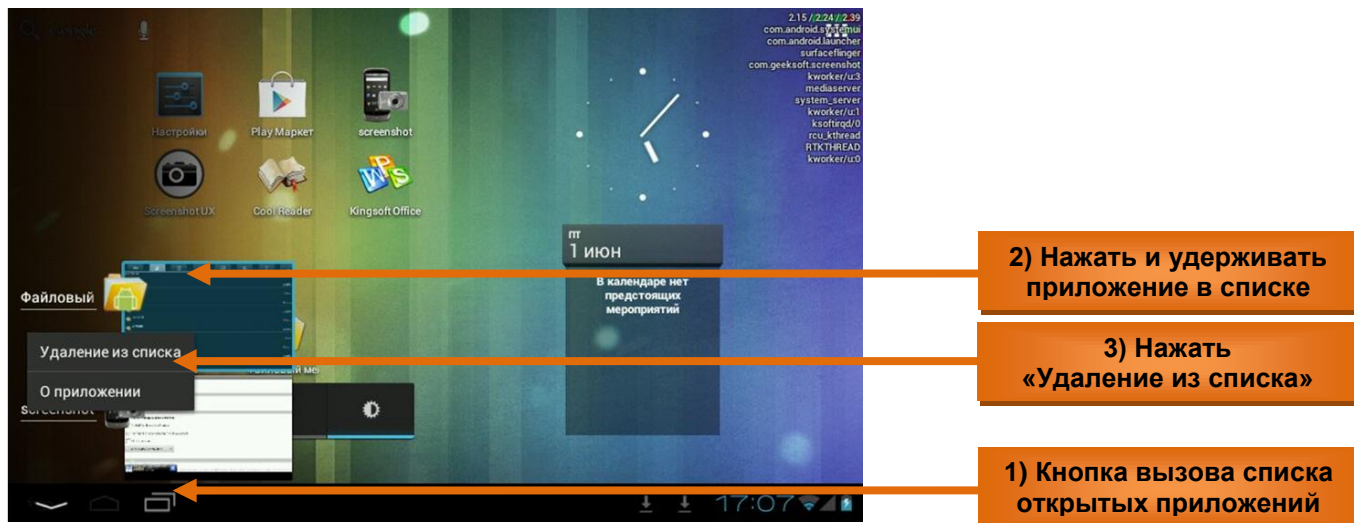 Google
2.15 / 2.24 / 2.39
com.android.systemui
com.android.launcher
surfaceflinger
com.geeksoft.screenshot
kworker/u:3
mediaserver
system_server
kworker/u:1
ksoftirqd/0
rcu_kthread
RTKTHREAD
kworker/u:0
Настройки
Play Маркет
screenshot
Screenshot UX
Cool Reader
Kingsoft Office
пт
1 июн
В календаре нет
предстоящих
мероприятий
Файловый
Удаление из списка
О приложении
Screenshot
17:07
2) Нажать и удерживать
приложение в списке
3) Нажать
«Удаление из списка»
1) Кнопка вызова списка
открытых приложений